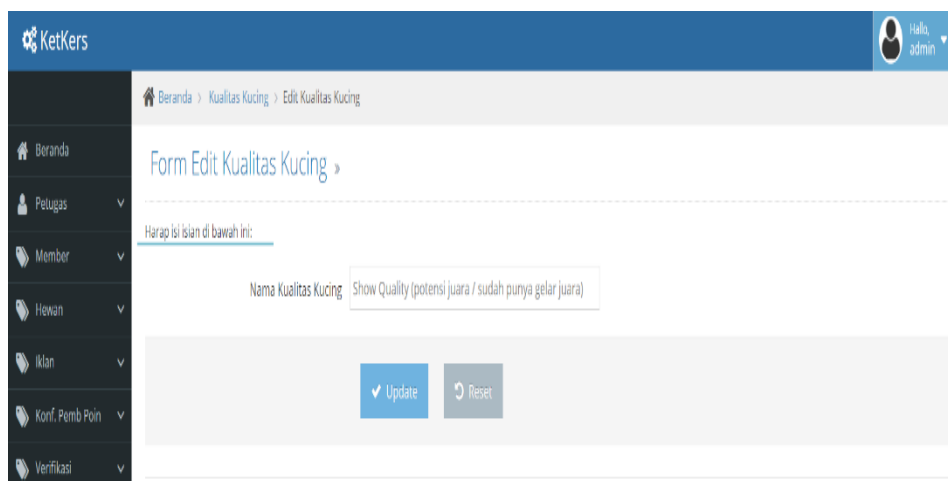 KetKers
Hallo,
admin
Beranda > Kualitas Kucing > Edit Kualitas Kucing
Beranda
Petugas
Member
Hewan
Iklan
Konf. Pemb Poin
Verifikasi
Form Edit Kualitas Kucing »
Harap isi isian di bawah ini:
Nama Kualitas Kucing Show Quality (potensi juara / sudah punya gelar juara)
Update Reset